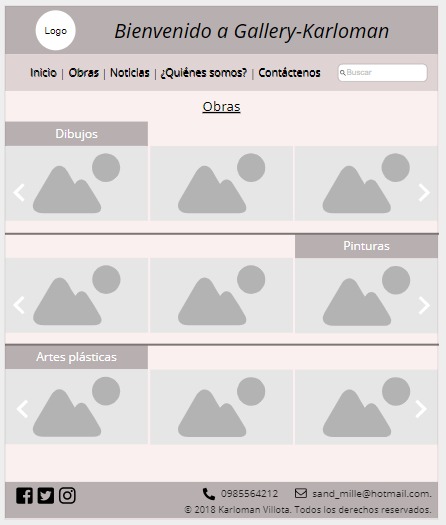 Logo
Bienvenido a Gallery-Karloman
Inicio | Obras | Noticias | ¿Quiénes somos? | Contáctenos
Buscar
Obras
Dibujos
Pinturas
Artes plásticas
0985564212 sand_mille@hotmail.com.
© 2018 Karloman Villota. Todos los derechos reservados.